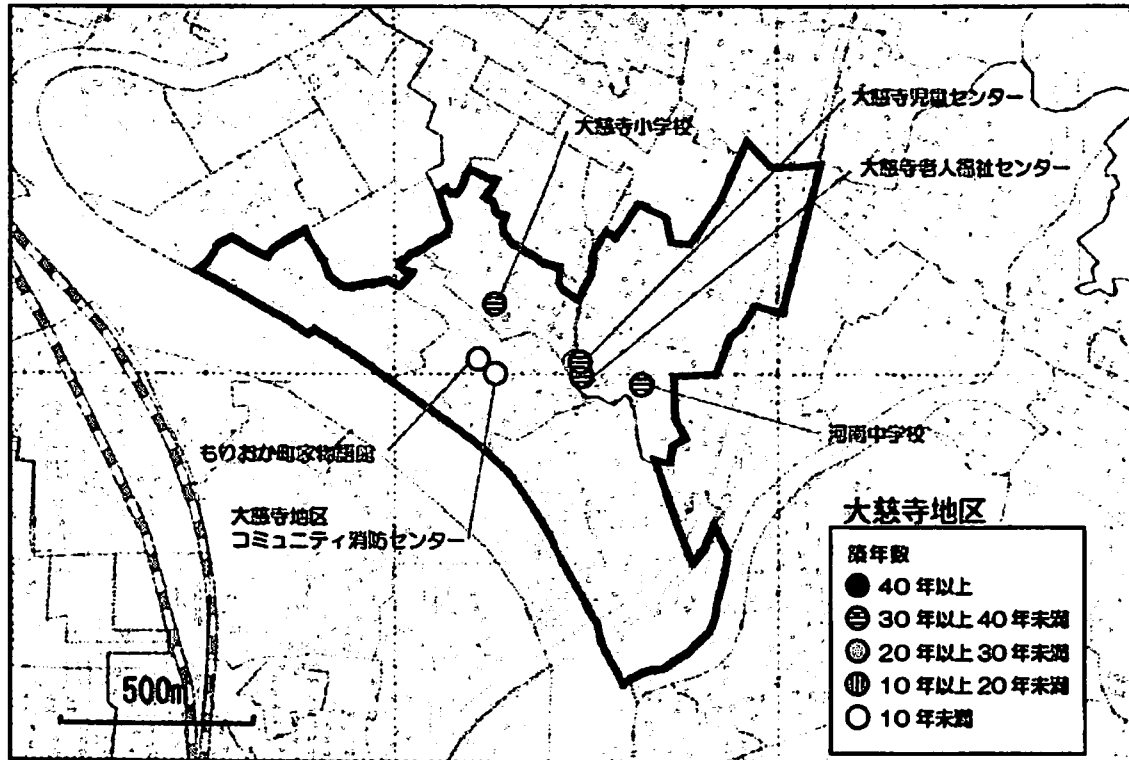 大慈寺児童センター
大慈寺小学校
大慈寺老人福祉センター
河南中学校
もりおか町家物語館
大慈寺地区
コミュニティ消防センター
大慈寺地区
築年数
40年以上
30年以上40年未満
20年以上30年未満
10年以上20年未満
10年未満
500m